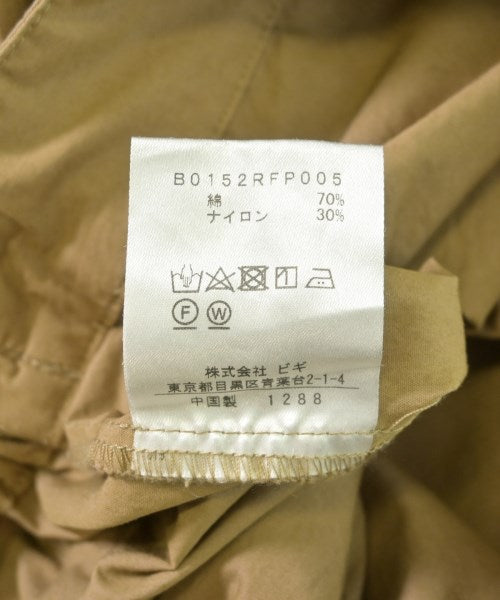 B0152RFP005
綿 70%
ナイロン 30%
F W
株式会社 ビギ
東京都目黒区青葉台2-1-4
中国製 1288